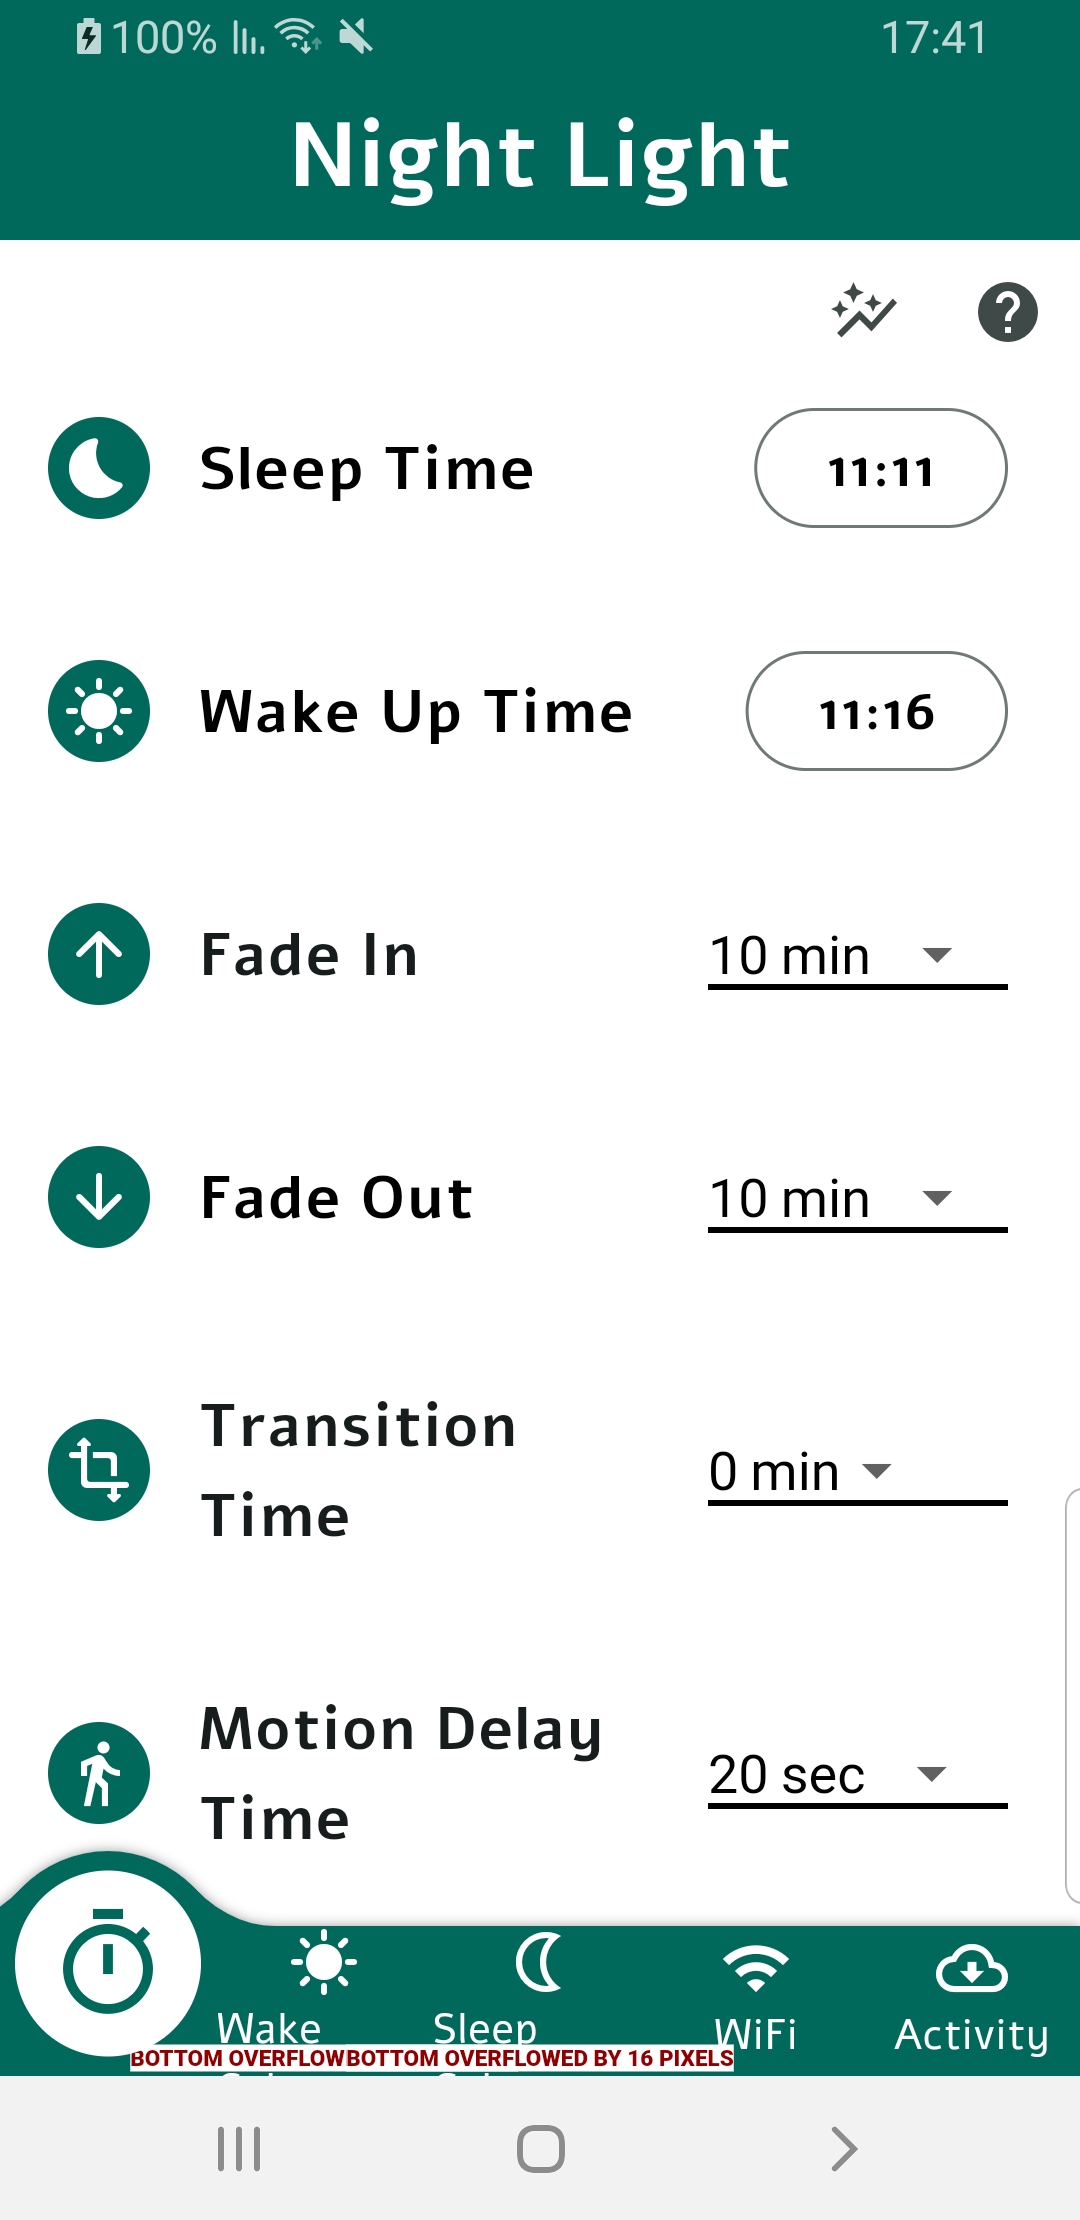 100% 17:41
Night Light
Sleep Time 11:11
Wake Up Time 11:16
Fade In 10 min
Fade Out 10 min
Transition
Time
0 min
Motion Delay
Time
20 sec
Wake Sleep WiFi Activity
BOTTOM OVERFLOW BOTTOM OVERFLOWED BY 16 PIXELS